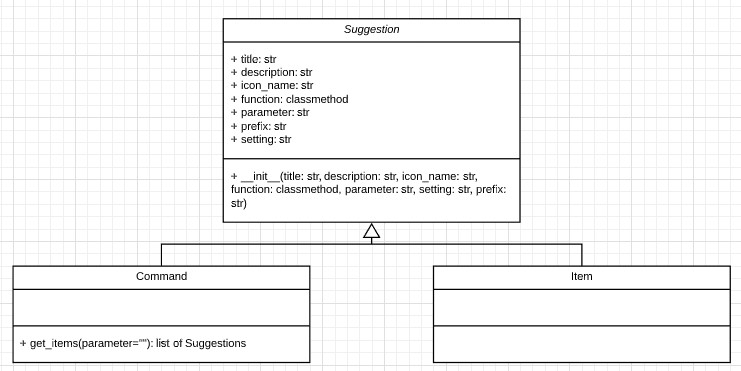 Suggestion
+ title: str
+ description: str
+ icon_name: str
+ function: classmethod
+ parameter: str
+ prefix: str
+ setting: str
+ __init__(title: str, description: str, icon_name: str,
function: classmethod, parameter: str, setting: str, prefix:
str)
Command
Item
+ get_items(parameter=""): list of Suggestions